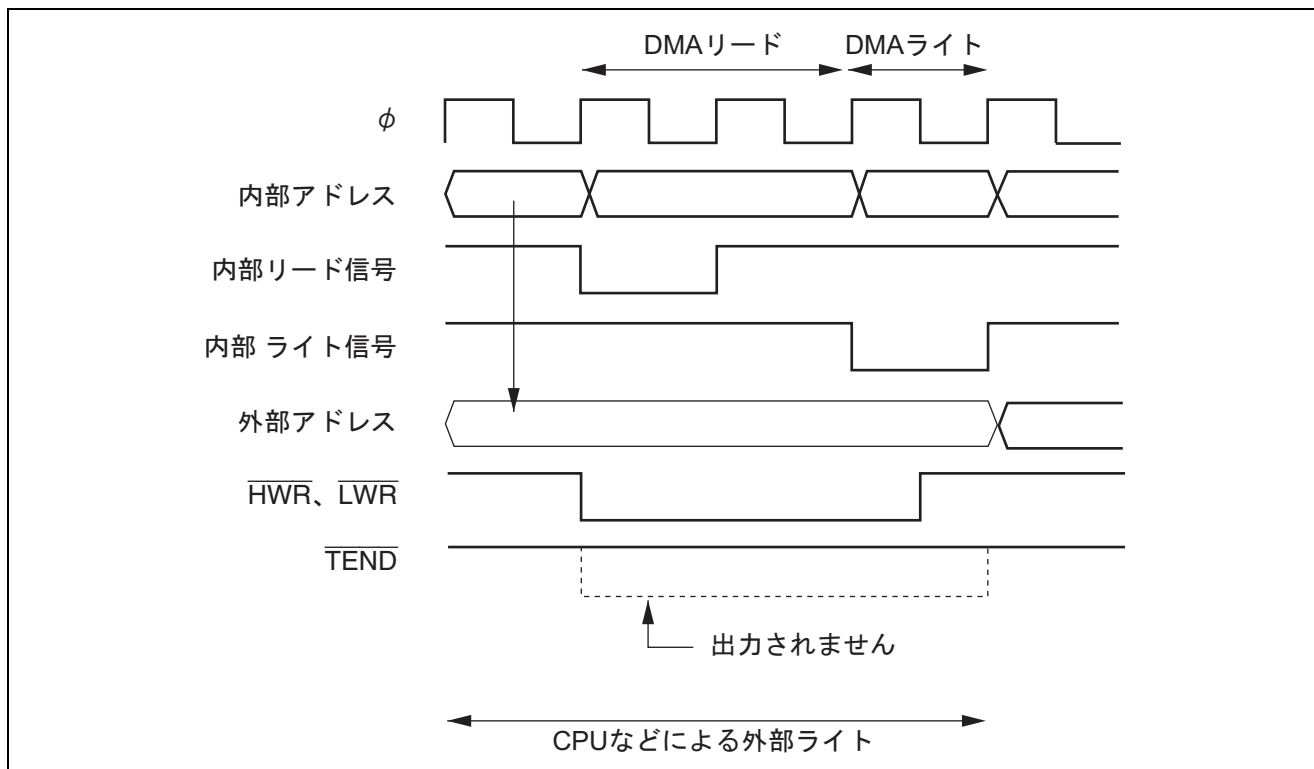 DMAリード DMAライト
φ
内部アドレス
内部リード信号
内部 ライト信号
外部アドレス
HWR、LWR
TEND
出力されません
CPUなどによる外部ライト